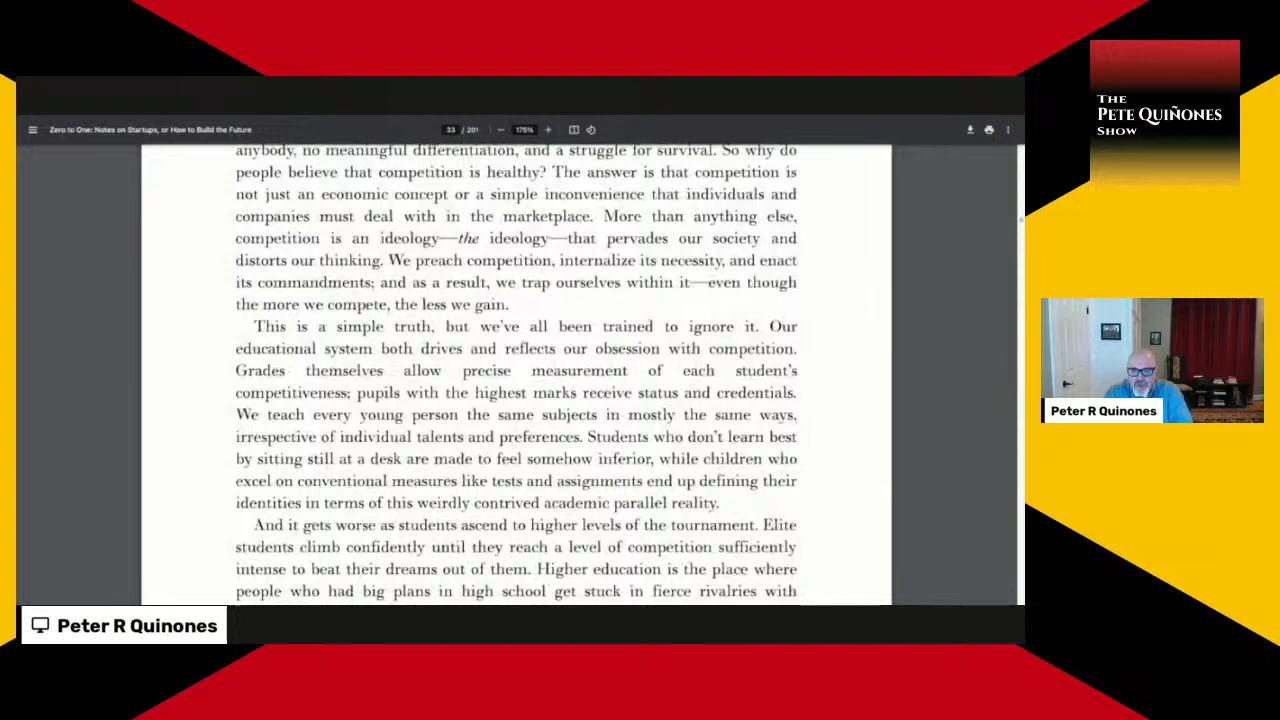 Zero to One: Notes on Startups, or How to Build the Future
33 / 201
175%
anybody, no meaningful differentiation, and a struggle for survival. So why do
people believe that competition is healthy? The answer is that competition is
not just an economic concept or a simple inconvenience that individuals and
companies must deal with in the marketplace. More than anything else,
competition is an ideology—the ideology—that pervades our society and
distorts our thinking. We preach competition, internalize its necessity, and enact
its commandments; and as a result, we trap ourselves within it—even though
the more we compete, the less we gain.
This is a simple truth, but we've all been trained to ignore it. Our
educational system both drives and reflects our obsession with competition.
Grades themselves allow precise measurement of each student's
competitiveness; pupils with the highest marks receive status and credentials.
We teach every young person the same subjects in mostly the same ways,
irrespective of individual talents and preferences. Students who don't learn best
by sitting still at a desk are made to feel somehow inferior, while children who
excel on conventional measures like tests and assignments end up defining their
identities in terms of this weirdly contrived academic parallel reality.
And it gets worse as students ascend to higher levels of the tournament. Elite
students climb confidently until they reach a level of competition sufficiently
intense to beat their dreams out of them. Higher education is the place where
people who had big plans in high school get stuck in fierce rivalries with
Peter R Quinones
THE
PETE QUIÑONES
SHOW
Peter R Quinones